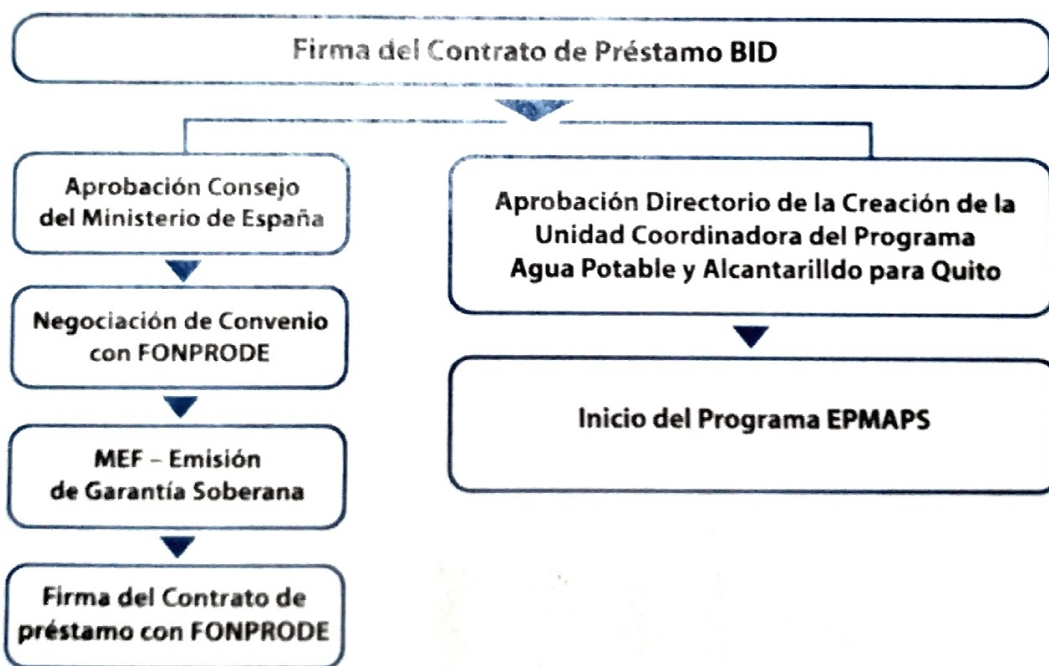 Firma del Contrato de Préstamo BID
Aprobación Consejo
del Ministerio de España
Negociación de Convenio
con FONPRODE
MEF – Emisión
de Garantía Soberana
Firma del Contrato de
préstamo con FONPRODE
Aprobación Directorio de la Creación de la
Unidad Coordinadora del Programa
Agua Potable y Alcantarilldo para Quito
Inicio del Programa EPMAPS